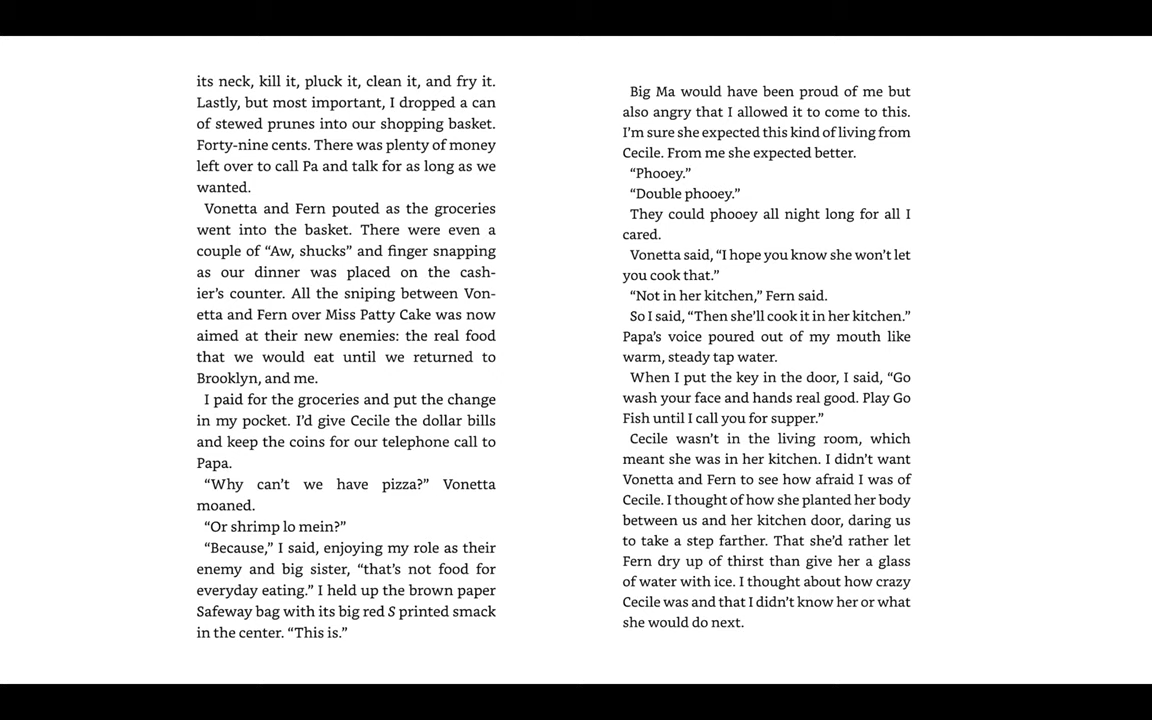 its neck, kill it, pluck it, clean it, and fry it.
Lastly, but most important, I dropped a can
of stewed prunes into our shopping basket.
Forty-nine cents. There was plenty of money
left over to call Pa and talk for as long as we
wanted.
Vonetta and Fern pouted as the groceries
went into the basket. There were even a
couple of “Aw, shucks” and finger snapping
as our dinner was placed on the cash-
ier’s counter. All the sniping between Von-
etta and Fern over Miss Patty Cake was now
aimed at their new enemies: the real food
that we would eat until we returned to
Brooklyn, and me.
I paid for the groceries and put the change
in my pocket. I’d give Cecile the dollar bills
and keep the coins for our telephone call to
Papa.
“Why can’t we have pizza?” Vonetta
moaned.
“Or shrimp lo mein?”
“Because,” I said, enjoying my role as their
enemy and big sister, “that’s not food for
everyday eating.” I held up the brown paper
Safeway bag with its big red S printed smack
in the center. “This is.”
Big Ma would have been proud of me but
also angry that I allowed it to come to this.
I’m sure she expected this kind of living from
Cecile. From me she expected better.
“Phooey.”
“Double phooey.”
They could phooey all night long for all I
cared.
Vonetta said, “I hope you know she won’t let
you cook that.”
“Not in her kitchen,” Fern said.
So I said, “Then she’ll cook it in her kitchen.”
Papa’s voice poured out of my mouth like
warm, steady tap water.
When I put the key in the door, I said, “Go
wash your face and hands real good. Play Go
Fish until I call you for supper.”
Cecile wasn’t in the living room, which
meant she was in her kitchen. I didn’t want
Vonetta and Fern to see how afraid I was of
Cecile. I thought of how she planted her body
between us and her kitchen door, daring us
to take a step farther. That she’d rather let
Fern dry up of thirst than give her a glass
of water with ice. I thought about how crazy
Cecile was and that I didn’t know her or what
she would do next.